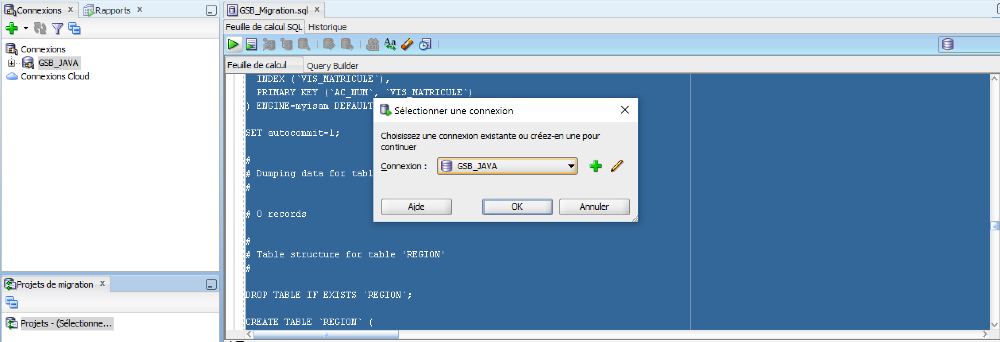 Connexions
Rapports
GSB_Migration.sql
Feuille de calcul SQL
Historique
Connexions
GSB_JAVA
Connexions Cloud
Feuille de calcul
Query Builder
INDEX (`VIS_MATRICULE`),
PRIMARY KEY (`AC_NUM`, `VIS_MATRICULE`)
) ENGINE=myisam DEFAULT
SET autocommit=1;
#
# Dumping data for tabl
#
# 0 records
#
# Table structure for table 'REGION'
#
DROP TABLE IF EXISTS `REGION`;
CREATE TABLE `REGION` (
Sélectionner une connexion
Choisissez une connexion existante ou créez-en une pour
continuer
Connexion :
GSB_JAVA
Aide
OK
Annuler
Projets de migration
Projets - (Sélectionne...